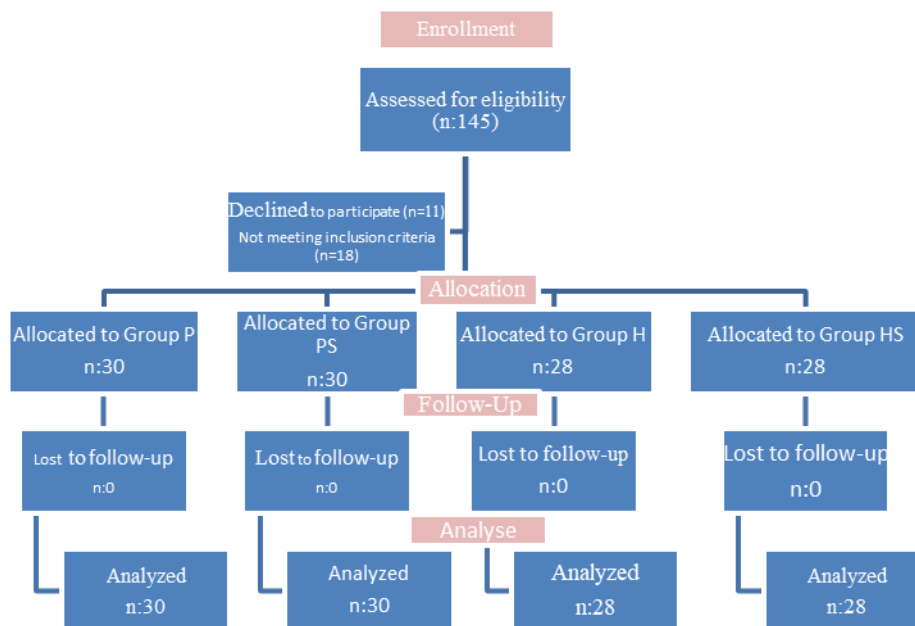 Enrollment
Assessed for eligibility
(n:145)
Declined to participate (n=11)
Not meeting inclusion criteria
(n=18)
Allocation
Allocated to Group P
n:30
Allocated to Group
PS
n:30
Allocated to Group H
n:28
Allocated to Group HS
n:28
Follow-Up
Lost to follow-up
n:0
Lost to follow-up
n:0
Lost to follow-up
n:0
Lost to follow-up
n:0
Analyse
Analyzed
n:30
Analyzed
n:30
Analyzed
n:28
Analyzed
n:28